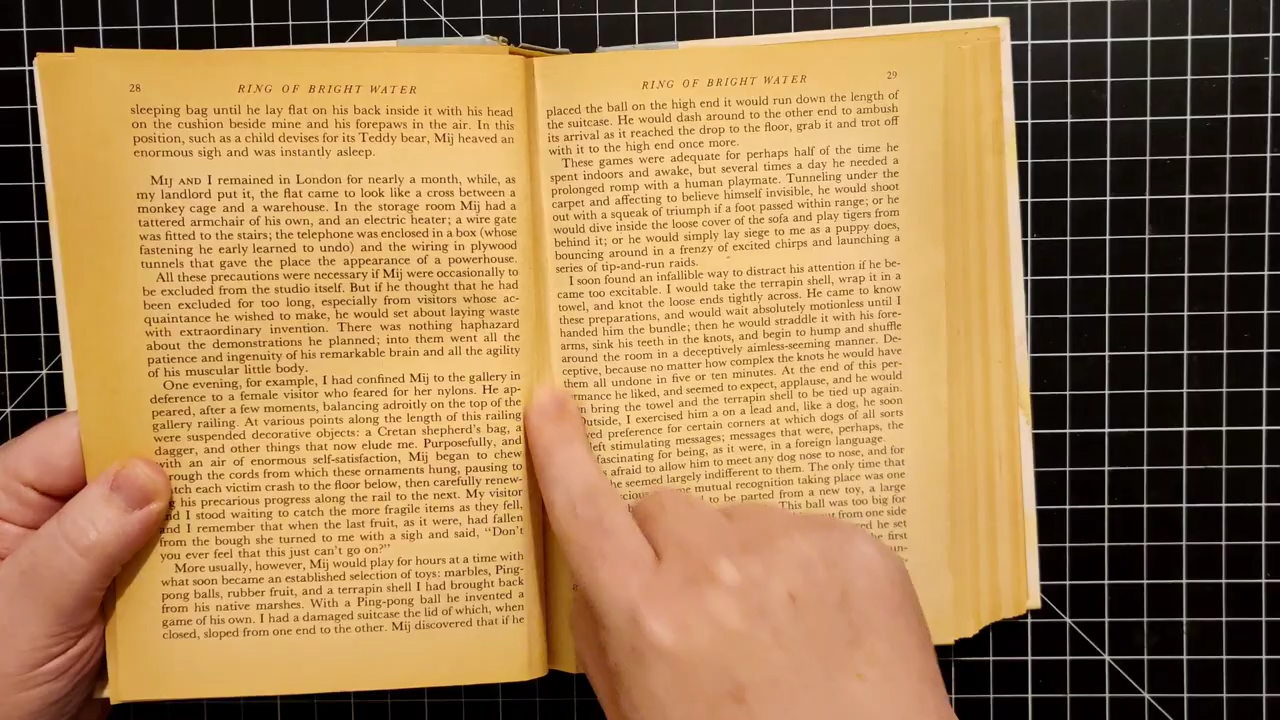 28
RING OF BRIGHT WATER
sleeping bag until he lay flat on his back inside it with his head
on the cushion beside mine and his forepaws in the air. In this
position, such as a child devises for its Teddy bear, Mij heaved an
enormous sigh and was instantly asleep.
MIJ AND I remained in London for nearly a month, while, as
my landlord put it, the flat came to look like a cross between a
monkey cage and a warehouse. In the storage room Mij had a
tattered armchair of his own, and an electric heater; a wire gate
was fitted to the stairs; the telephone was enclosed in a box (whose
fastening he early learned to undo) and the wiring in plywood
tunnels that gave the place the appearance of a powerhouse.
All these precautions were necessary if Mij were occasionally to
be excluded from the studio itself. But if he thought that he had
been excluded for too long, especially from visitors whose ac-
quaintance he wished to make, he would set about laying waste
with extraordinary invention. There was nothing haphazard
about the demonstrations he planned; into them went all the
patience and ingenuity of his remarkable brain and all the agility
of his muscular little body.
One evening, for example, I had confined Mij to the gallery in
deference to a female visitor who feared for her nylons. He ap-
peared, after a few moments, balancing adroitly on the top of the
gallery railing. At various points along the length of this railing
were suspended decorative objects: a Cretan shepherd's bag, a
dagger, and other things that now elude me. Purposefully, and
with an air of enormous self-satisfaction, Mij began to chew
through the cords from which these ornaments hung, pausing to
watch each victim crash to the floor below, then carefully renew-
his precarious progress along the rail to the next. My visitor
and I stood waiting to catch the more fragile items as they fell,
and I remember that when the last fruit, as it were, had fallen
from the bough she turned to me with a sigh and said, "Don't
you ever feel that this just can't go on?"
More usually, however, Mij would play for hours at a time with
what soon became an established selection of toys: marbles, Ping-
pong balls, rubber fruit, and a terrapin shell I had brought back
from his native marshes. With a Ping-pong ball he invented a
game of his own. I had a damaged suitcase the lid of which, when
closed, sloped from one end to the other. Mij discovered that if he
RING OF BRIGHT WATER
29
placed the ball on the high end it would run down the length of
the suitcase. He would dash around to the other end to ambush
its arrival as it reached the drop to the floor, grab it and trot off
with it to the high end once more.
These games were adequate for perhaps half of the time he
spent indoors and awake, but several times a day he needed a
prolonged romp with a human playmate. Tunneling under the
carpet and affecting to believe himself invisible, he would shoot
out with a squeak of triumph if a foot passed within range; or he
would dive inside the loose cover of the sofa and play tigers from
behind it; or he would simply lay siege to me as a puppy does,
bouncing around in a frenzy of excited chirps and launching a
series of tip-and-run raids.
I soon found an infallible way to distract his attention if he be-
came too excitable. I would take the terrapin shell, wrap it in a
towel, and knot the loose ends tightly across. He came to know
these preparations, and would wait absolutely motionless until I
handed him the bundle; then he would straddle it with his fore-
arms, sink his teeth in the knots, and begin to hump and shuffle
around the room in a deceptively aimless-seeming manner. De-
ceptive, because no matter how complex the knots he would have
them all undone in five or ten minutes. At the end of this per-
rmance he liked, and seemed to expect, applause, and he would
bring the towel and the terrapin shell to be tied up again.
Outside, I exercised him on a lead and, like a dog, he soon
preference for certain corners at which dogs of all sorts
left stimulating messages; messages that were, perhaps, the
fascinating for being, as it were, in a foreign language.
afraid to allow him to meet any dog nose to nose, and for
he seemed largely indifferent to them. The only time that
mutual recognition taking place was one
to be parted from a new toy, a large
This ball was too big for
from one side
he set
first
un-